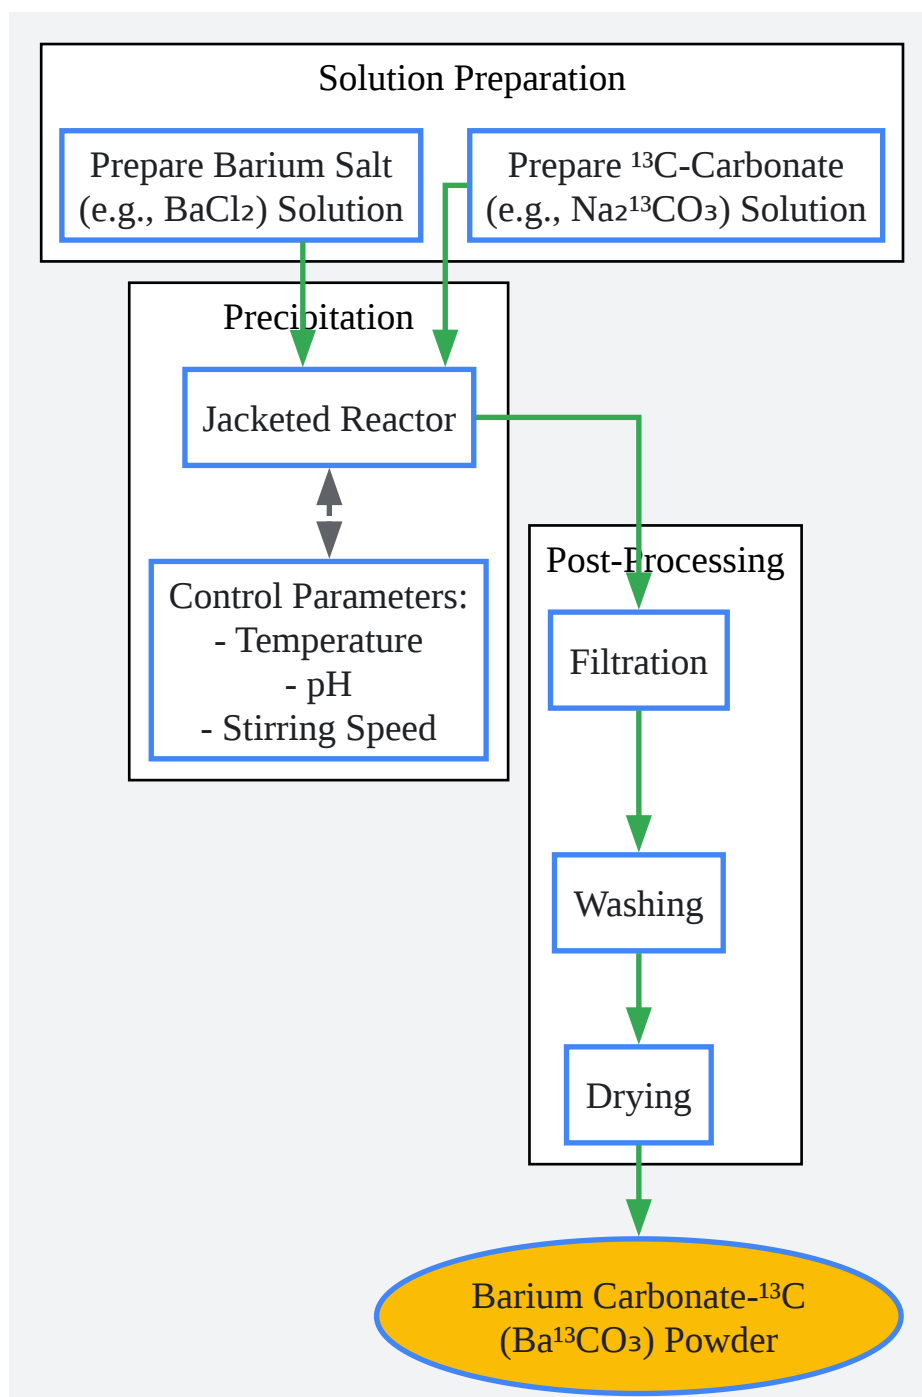 Solution Preparation
Prepare Barium Salt
(e.g., BaCl₂) Solution
Prepare ¹³C-Carbonate
(e.g., Na₂¹³CO₃) Solution
Precipitation
Jacketed Reactor
Control Parameters:
- Temperature
- pH
- Stirring Speed
Post-Processing
Filtration
Washing
Drying
Barium Carbonate-¹³C
(Ba¹³CO₃) Powder